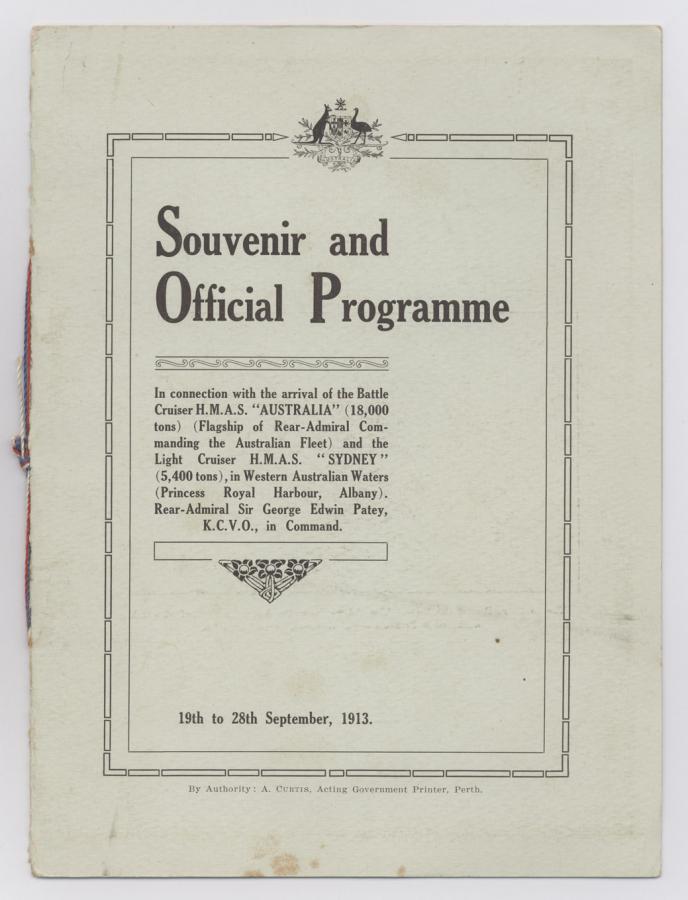 Souvenir and
Official Programme
In connection with the arrival of the Battle
Cruiser H.M.A.S. "AUSTRALIA" (18,000
tons) (Flagship of Rear-Admiral Com-
manding the Australian Fleet) and the
Light Cruiser H.M.A.S. "SYDNEY"
(5,400 tons), in Western Australian Waters
(Princess Royal Harbour, Albany).
Rear-Admiral Sir George Edwin Patey,
K.C.V.O., in Command.
19th to 28th September, 1913.
By Authority: A. CURTIS, Acting Government Printer, Perth.